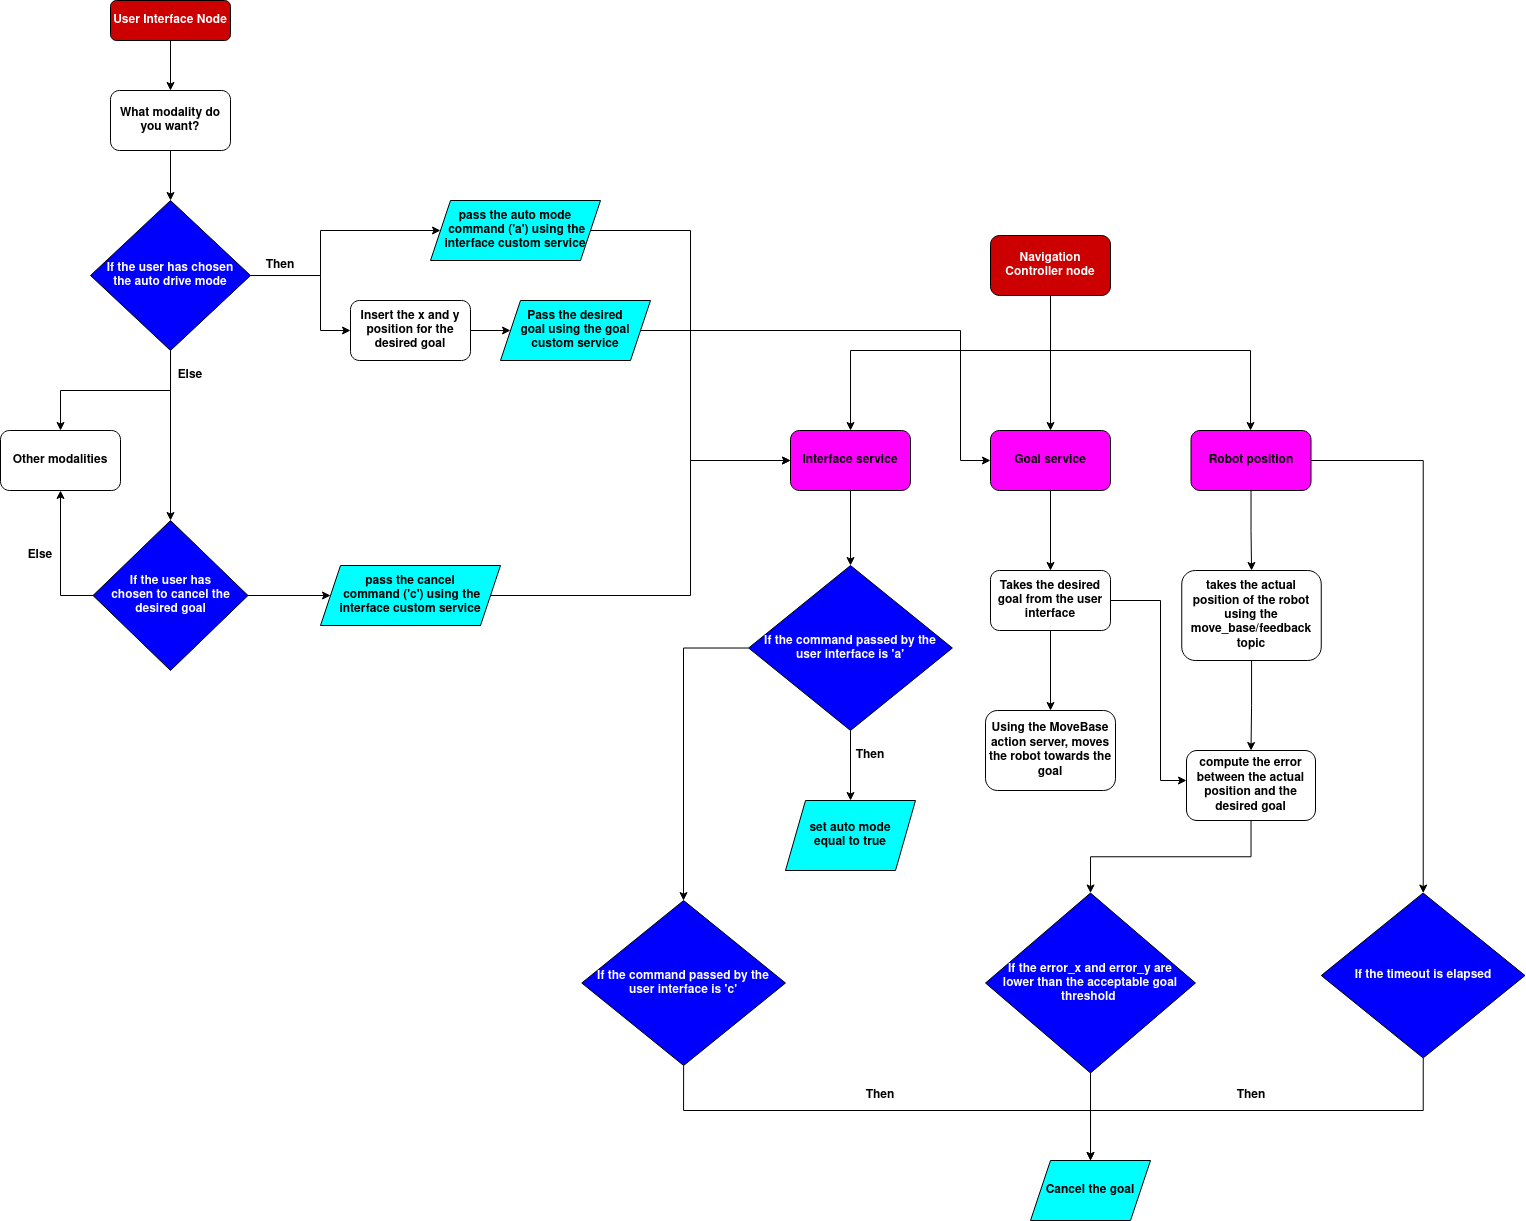 User Interface Node
What modality do
you want?
If the user has chosen
the auto drive mode
Then
pass the auto mode
command ('a') using the
interface custom service
Insert the x and y
position for the
desired goal
Pass the desired
goal using the goal
custom service
Navigation
Controller node
Else
Other modalities
Else
If the user has
chosen to cancel the
desired goal
pass the cancel
command ('c') using the
interface custom service
Interface service
Goal service
Robot position
If the command passed by the
user interface is 'a'
Then
set auto mode
equal to true
Takes the desired
goal from the user
interface
Using the MoveBase
action server, moves
the robot towards the
goal
takes the actual
position of the robot
using the
move_base/feedback
topic
compute the error
between the actual
position and the
desired goal
If the command passed by the
user interface is 'c'
If the error_x and error_y are
lower than the acceptable goal
threshold
If the timeout is elapsed
Then
Then
Cancel the goal